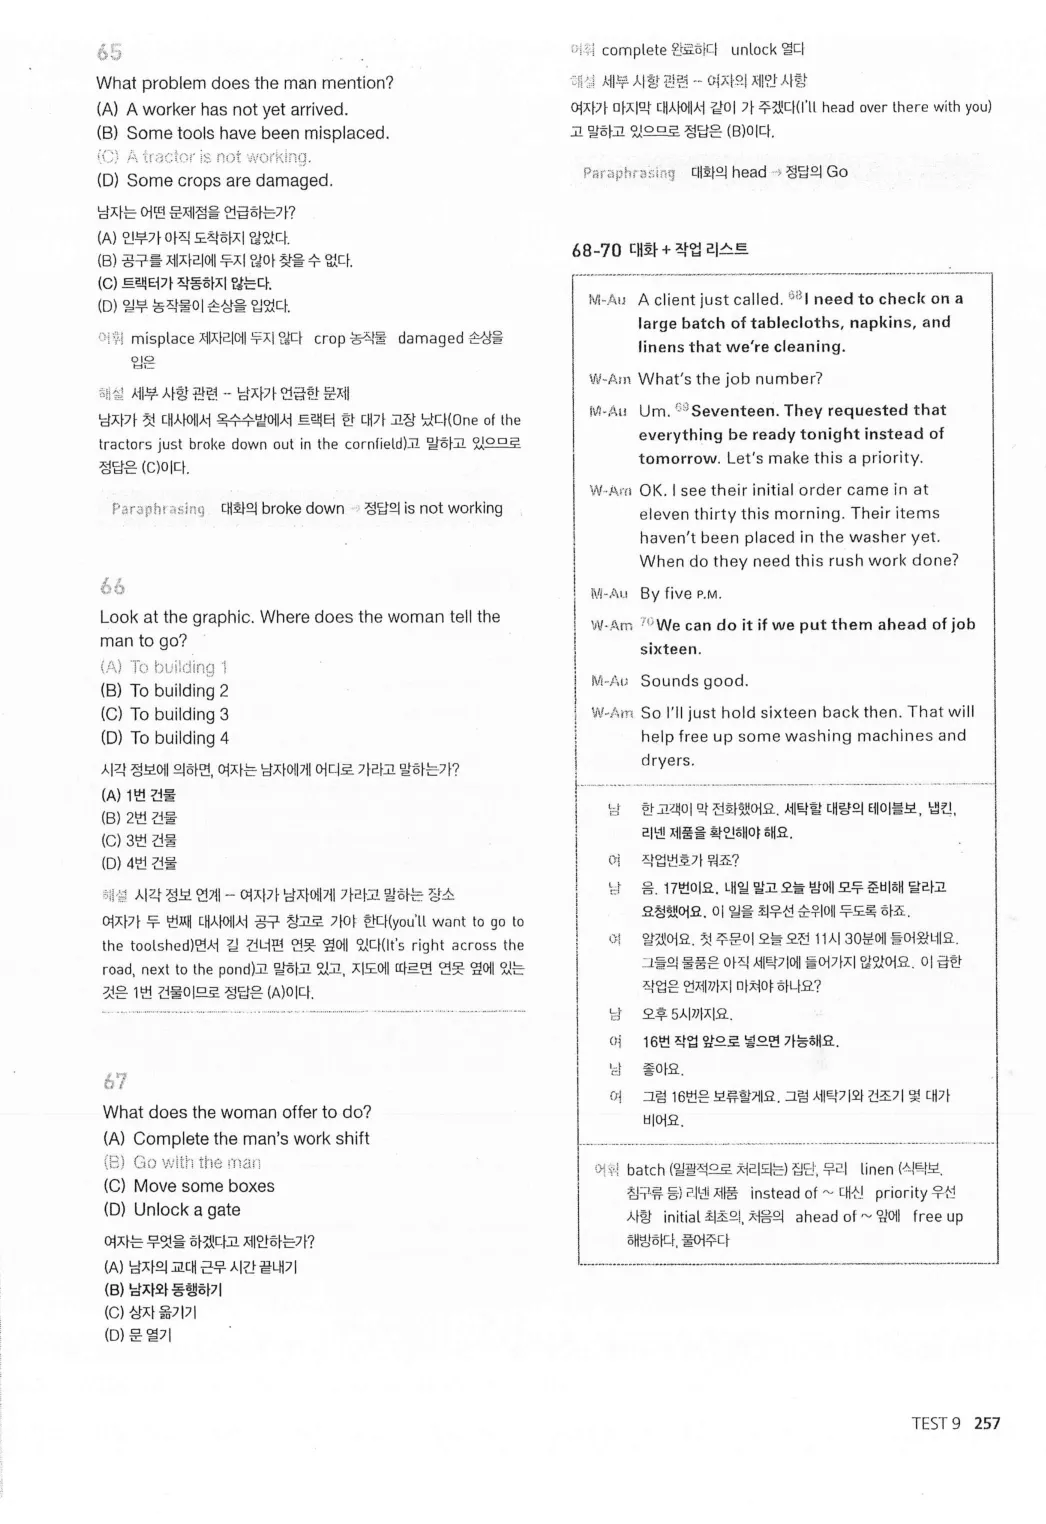 65
What problem does the man mention?
(A) A worker has not yet arrived.
(B) Some tools have been misplaced.
(C) A tractor is not working.
(D) Some crops are damaged.
남자는 어떤 문제점을 언급하는가?
(A) 인부가 아직 도착하지 않았다.
(B) 공구를 제자리에 두지 않아 찾을 수 없다.
(C) 트랙터가 작동하지 않는다.
(D) 일부 농작물이 손상을 입었다.
어휘 misplace 제자리에 두지 않다 crop 농작물 damaged 손상을
입은
해설 세부 사항 관련 -- 남자가 언급한 문제
남자가 첫 대사에서 옥수수밭에서 트랙터 한 대가 고장 났다(One of the
tractors just broke down out in the cornfield)고 말하고 있으므로
정답은 (C)이다.
Paraphrasing 대화의 broke down → 정답의 is not working
66
Look at the graphic. Where does the woman tell the
man to go?
(A) To building 1
(B) To building 2
(C) To building 3
(D) To building 4
시각 정보에 의하면, 여자는 남자에게 어디로 가라고 말하는가?
(A) 1번 건물
(B) 2번 건물
(C) 3번 건물
(D) 4번 건물
해설 시각 정보 연계 -- 여자가 남자에게 가라고 말하는 장소
여자가 두 번째 대사에서 공구 창고로 가야 한다(you'll want to go to
the toolshed)면서 길 건너편 연못 옆에 있다(It's right across the
road, next to the pond)고 말하고 있고, 지도에 따르면 연못 옆에 있는
것은 1번 건물이므로 정답은 (A)이다.
67
What does the woman offer to do?
(A) Complete the man's work shift
(B) Go with the man
(C) Move some boxes
(D) Unlock a gate
여자는 무엇을 하겠다고 제안하는가?
(A) 남자의 교대 근무 시간 끝내기
(B) 남자와 동행하기
(C) 상자 옮기기
(D) 문 열기
어휘 complete 완료하다 unlock 열다
해설 세부 사항 관련 -- 여자의 제안 사항
여자가 마지막 대사에서 같이 가 주겠다(I'll head over there with you)
고 말하고 있으므로 정답은 (B)이다.
Paraphrasing 대화의 head → 정답의 Go
68-70 대화 + 작업 리스트
M-Au A client just called. 68I need to check on a
large batch of tablecloths, napkins, and
linens that we're cleaning.
W-Am What's the job number?
M-Au Um. 69Seventeen. They requested that
everything be ready tonight instead of
tomorrow. Let's make this a priority.
W-Am OK. I see their initial order came in at
eleven thirty this morning. Their items
haven't been placed in the washer yet.
When do they need this rush work done?
M-Au By five P.M.
W-Am 70We can do it if we put them ahead of job
sixteen.
M-Au Sounds good.
W-Am So I'll just hold sixteen back then. That will
help free up some washing machines and
dryers.
남 한 고객이 막 전화했어요. 세탁할 대량의 테이블보, 냅킨,
리넨 제품을 확인해야 해요.
여 작업번호가 뭐죠?
남 음. 17번이요. 내일 말고 오늘 밤에 모두 준비해 달라고
요청했어요. 이 일을 최우선 순위에 두도록 하죠.
여 알겠어요. 첫 주문이 오늘 오전 11시 30분에 들어왔네요.
그들의 물품은 아직 세탁기에 들어가지 않았어요. 이 급한
작업은 언제까지 마쳐야 하나요?
남 오후 5시까지요.
여 16번 작업 앞으로 넣으면 가능해요.
남 좋아요.
여 그럼 16번은 보류할게요. 그럼 세탁기와 건조기 몇 대가
비어요.
어휘 batch (일괄적으로 처리되는) 집단, 무리 linen (식탁보,
침구류 등) 리넨 제품 instead of ~ 대신 priority 우선
사항 initial 최초의, 처음의 ahead of ~ 앞에 free up
해방하다, 풀어주다
TEST 9 257